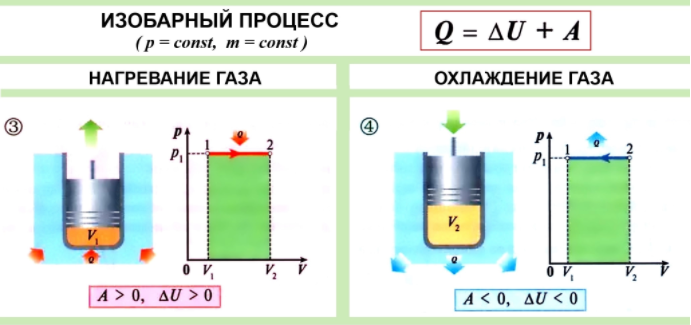 ИЗОБАРНЫЙ ПРОЦЕСС
( p = const, m = const )
Q = ΔU + A
НАГРЕВАНИЕ ГАЗА
ОХЛАЖДЕНИЕ ГАЗА
③
V₁
Q
p
p₁
1
2
Q
0
V₁
V₂
V
A > 0, ΔU > 0
④
V₂
Q
p
p₁
1
2
Q
0
V₁
V₂
V
A < 0, ΔU < 0